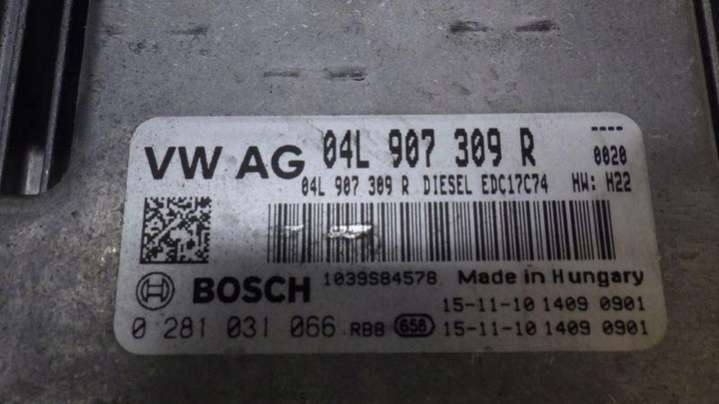 VW AG 04L 907 309 R ----
0020
04L 907 309 R DIESEL EDC17C74 HW: H22
BOSCH 1039S84578 Made in Hungary
15-11-10 1409 0901
0 281 031 066 RBB 658 15-11-10 1409 0901